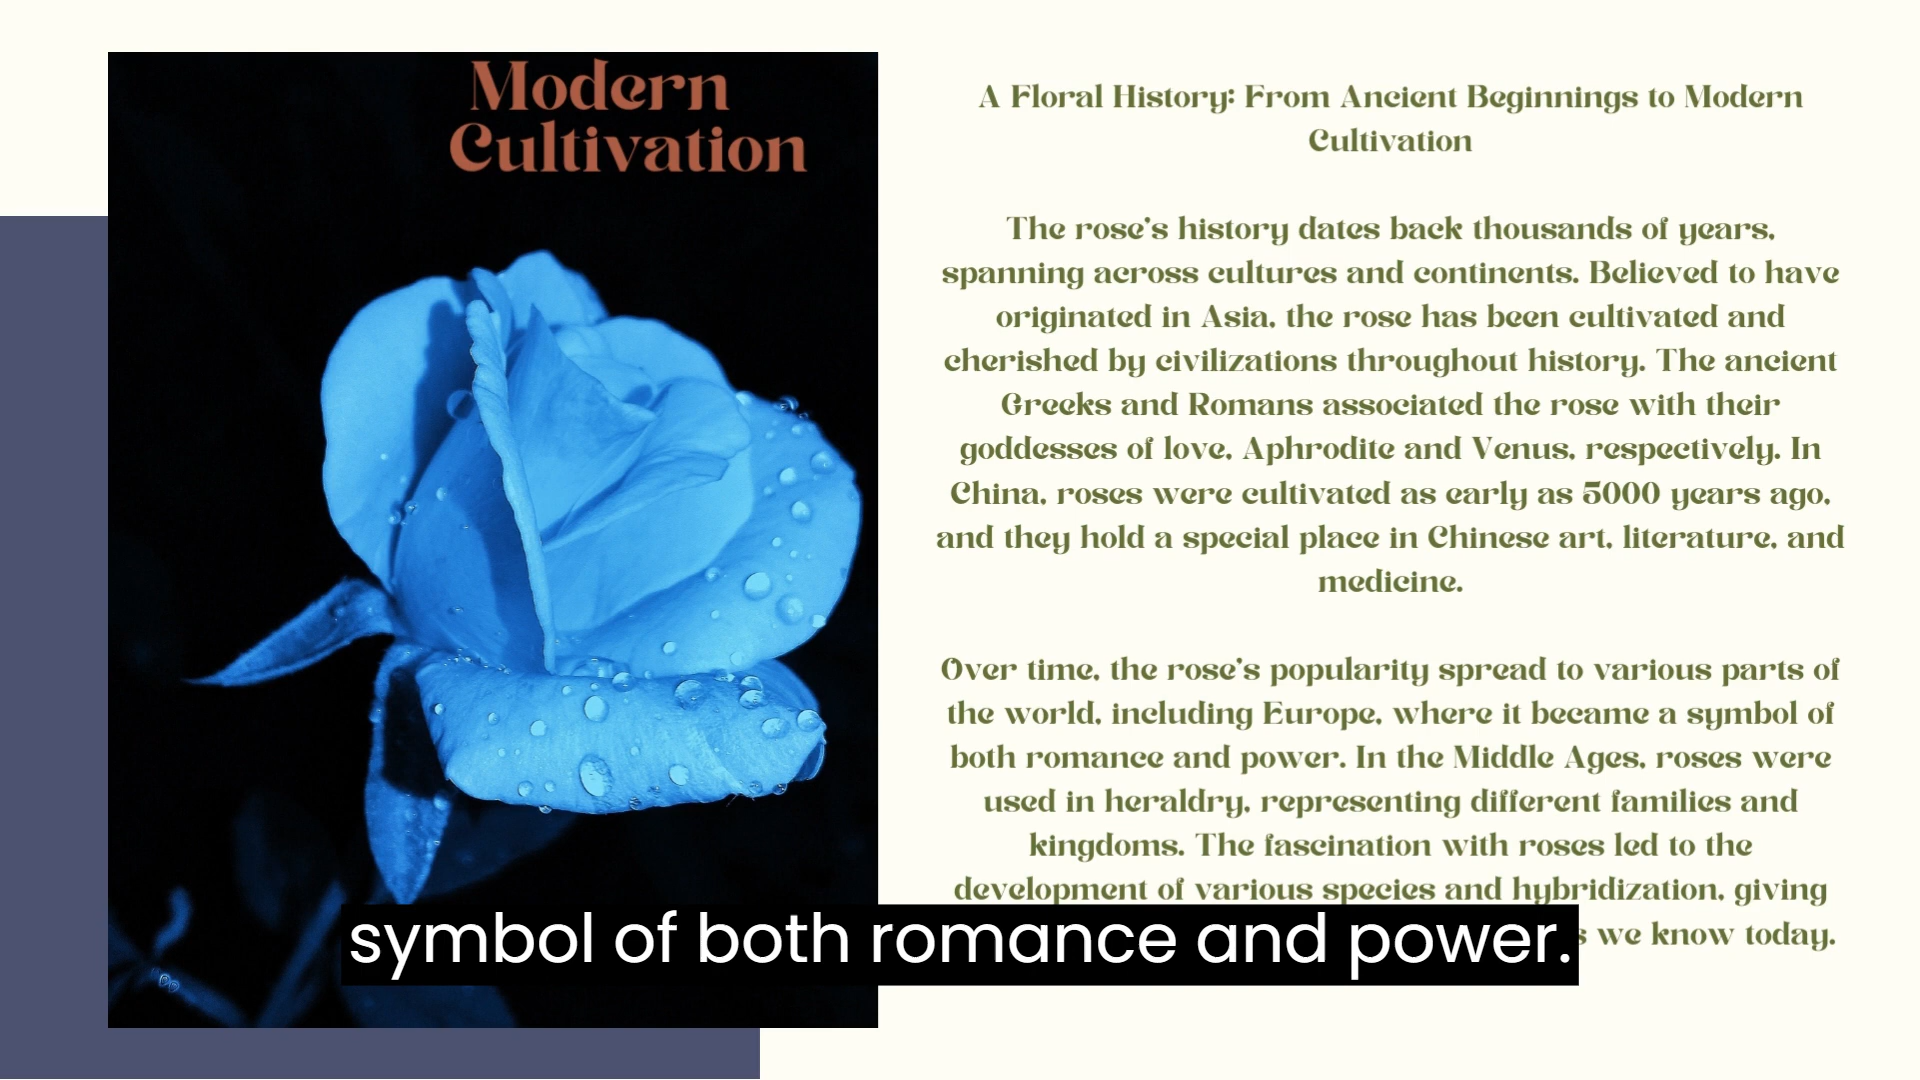 Modern
Cultivation
A Floral History: From Ancient Beginnings to Modern
Cultivation
The rose's history dates back thousands of years,
spanning across cultures and continents. Believed to have
originated in Asia, the rose has been cultivated and
cherished by civilizations throughout history. The ancient
Greeks and Romans associated the rose with their
goddesses of love, Aphrodite and Venus, respectively. In
China, roses were cultivated as early as 5000 years ago,
and they hold a special place in Chinese art, literature, and
medicine.
Over time, the rose's popularity spread to various parts of
the world, including Europe, where it became a symbol of
both romance and power. In the Middle Ages, roses were
used in heraldry, representing different families and
kingdoms. The fascination with roses led to the
development of various species and hybridization, giving
we know today.
symbol of both romance and power.